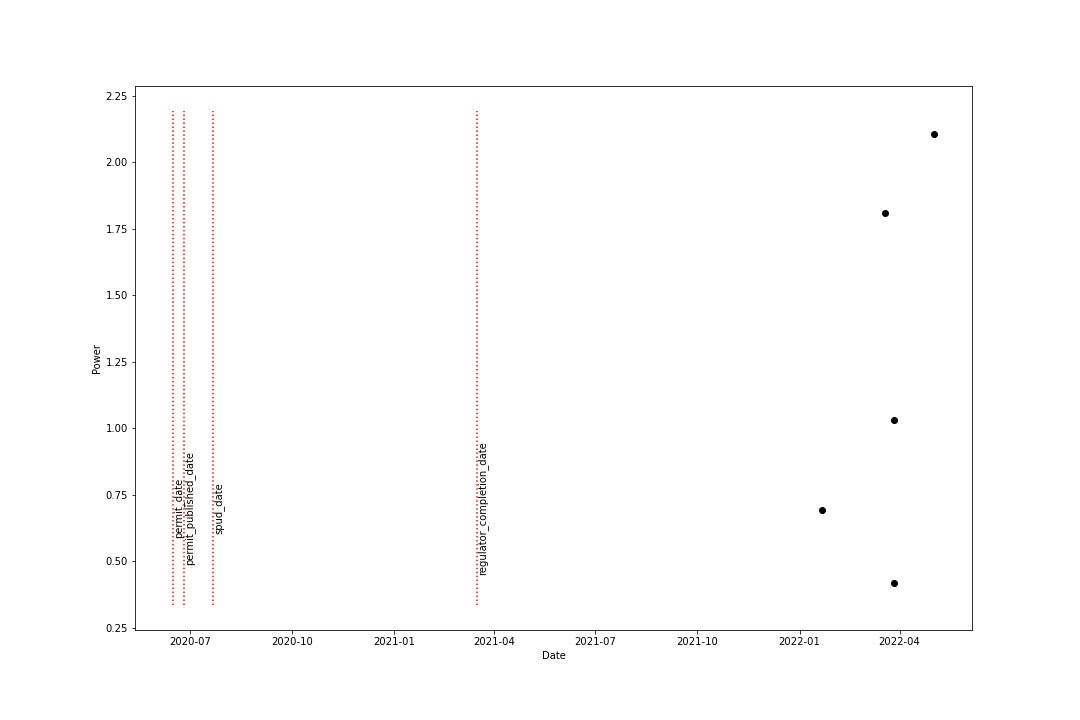 2.25
2.00
1.75
1.50
1.25
1.00
0.75
0.50
0.25
Power
permit_date
permit_published_date
spud_date
regulator_completion_date
2020-07
2020-10
2021-01
2021-04
2021-07
2021-10
2022-01
2022-04
Date